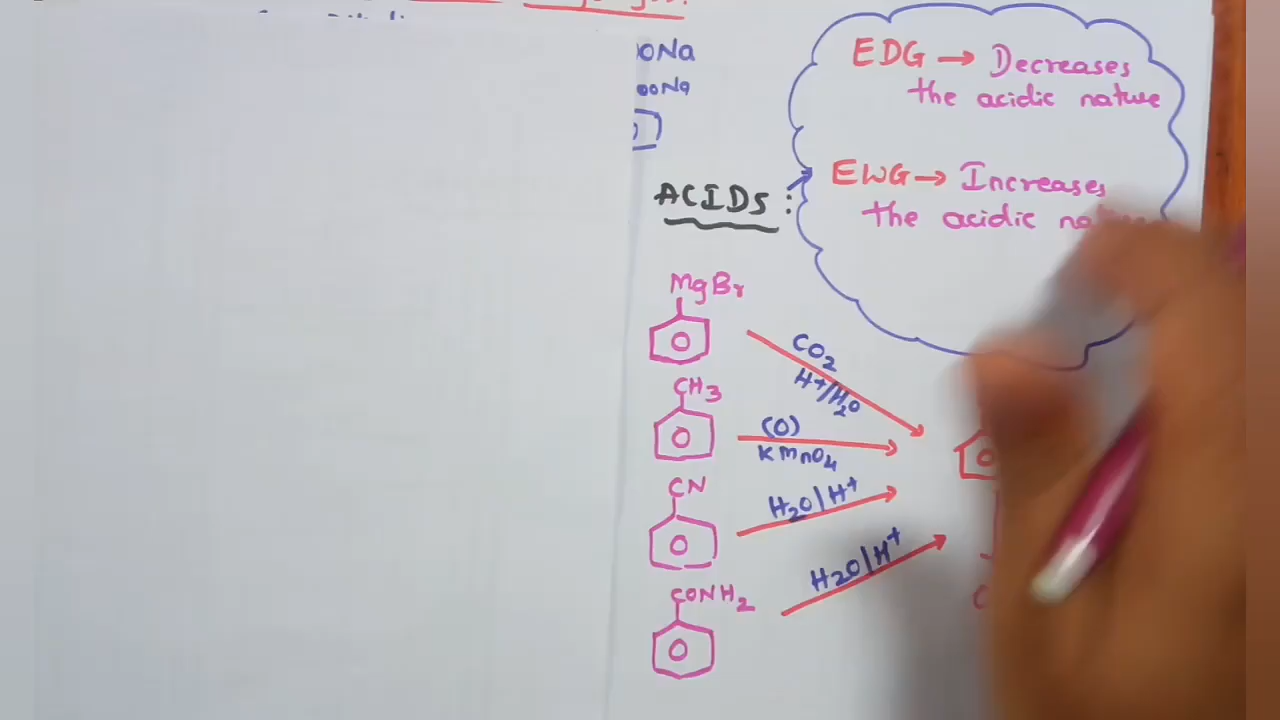 ONa
OONa
EDG → Decreases
the acidic nature
EWG → Increases
the acidic
ACIDS :
MgBr
CO2
H+/H2O
CH3
(O)
KMnO4
CN
H2O/H+
CONH2
H2O/H+